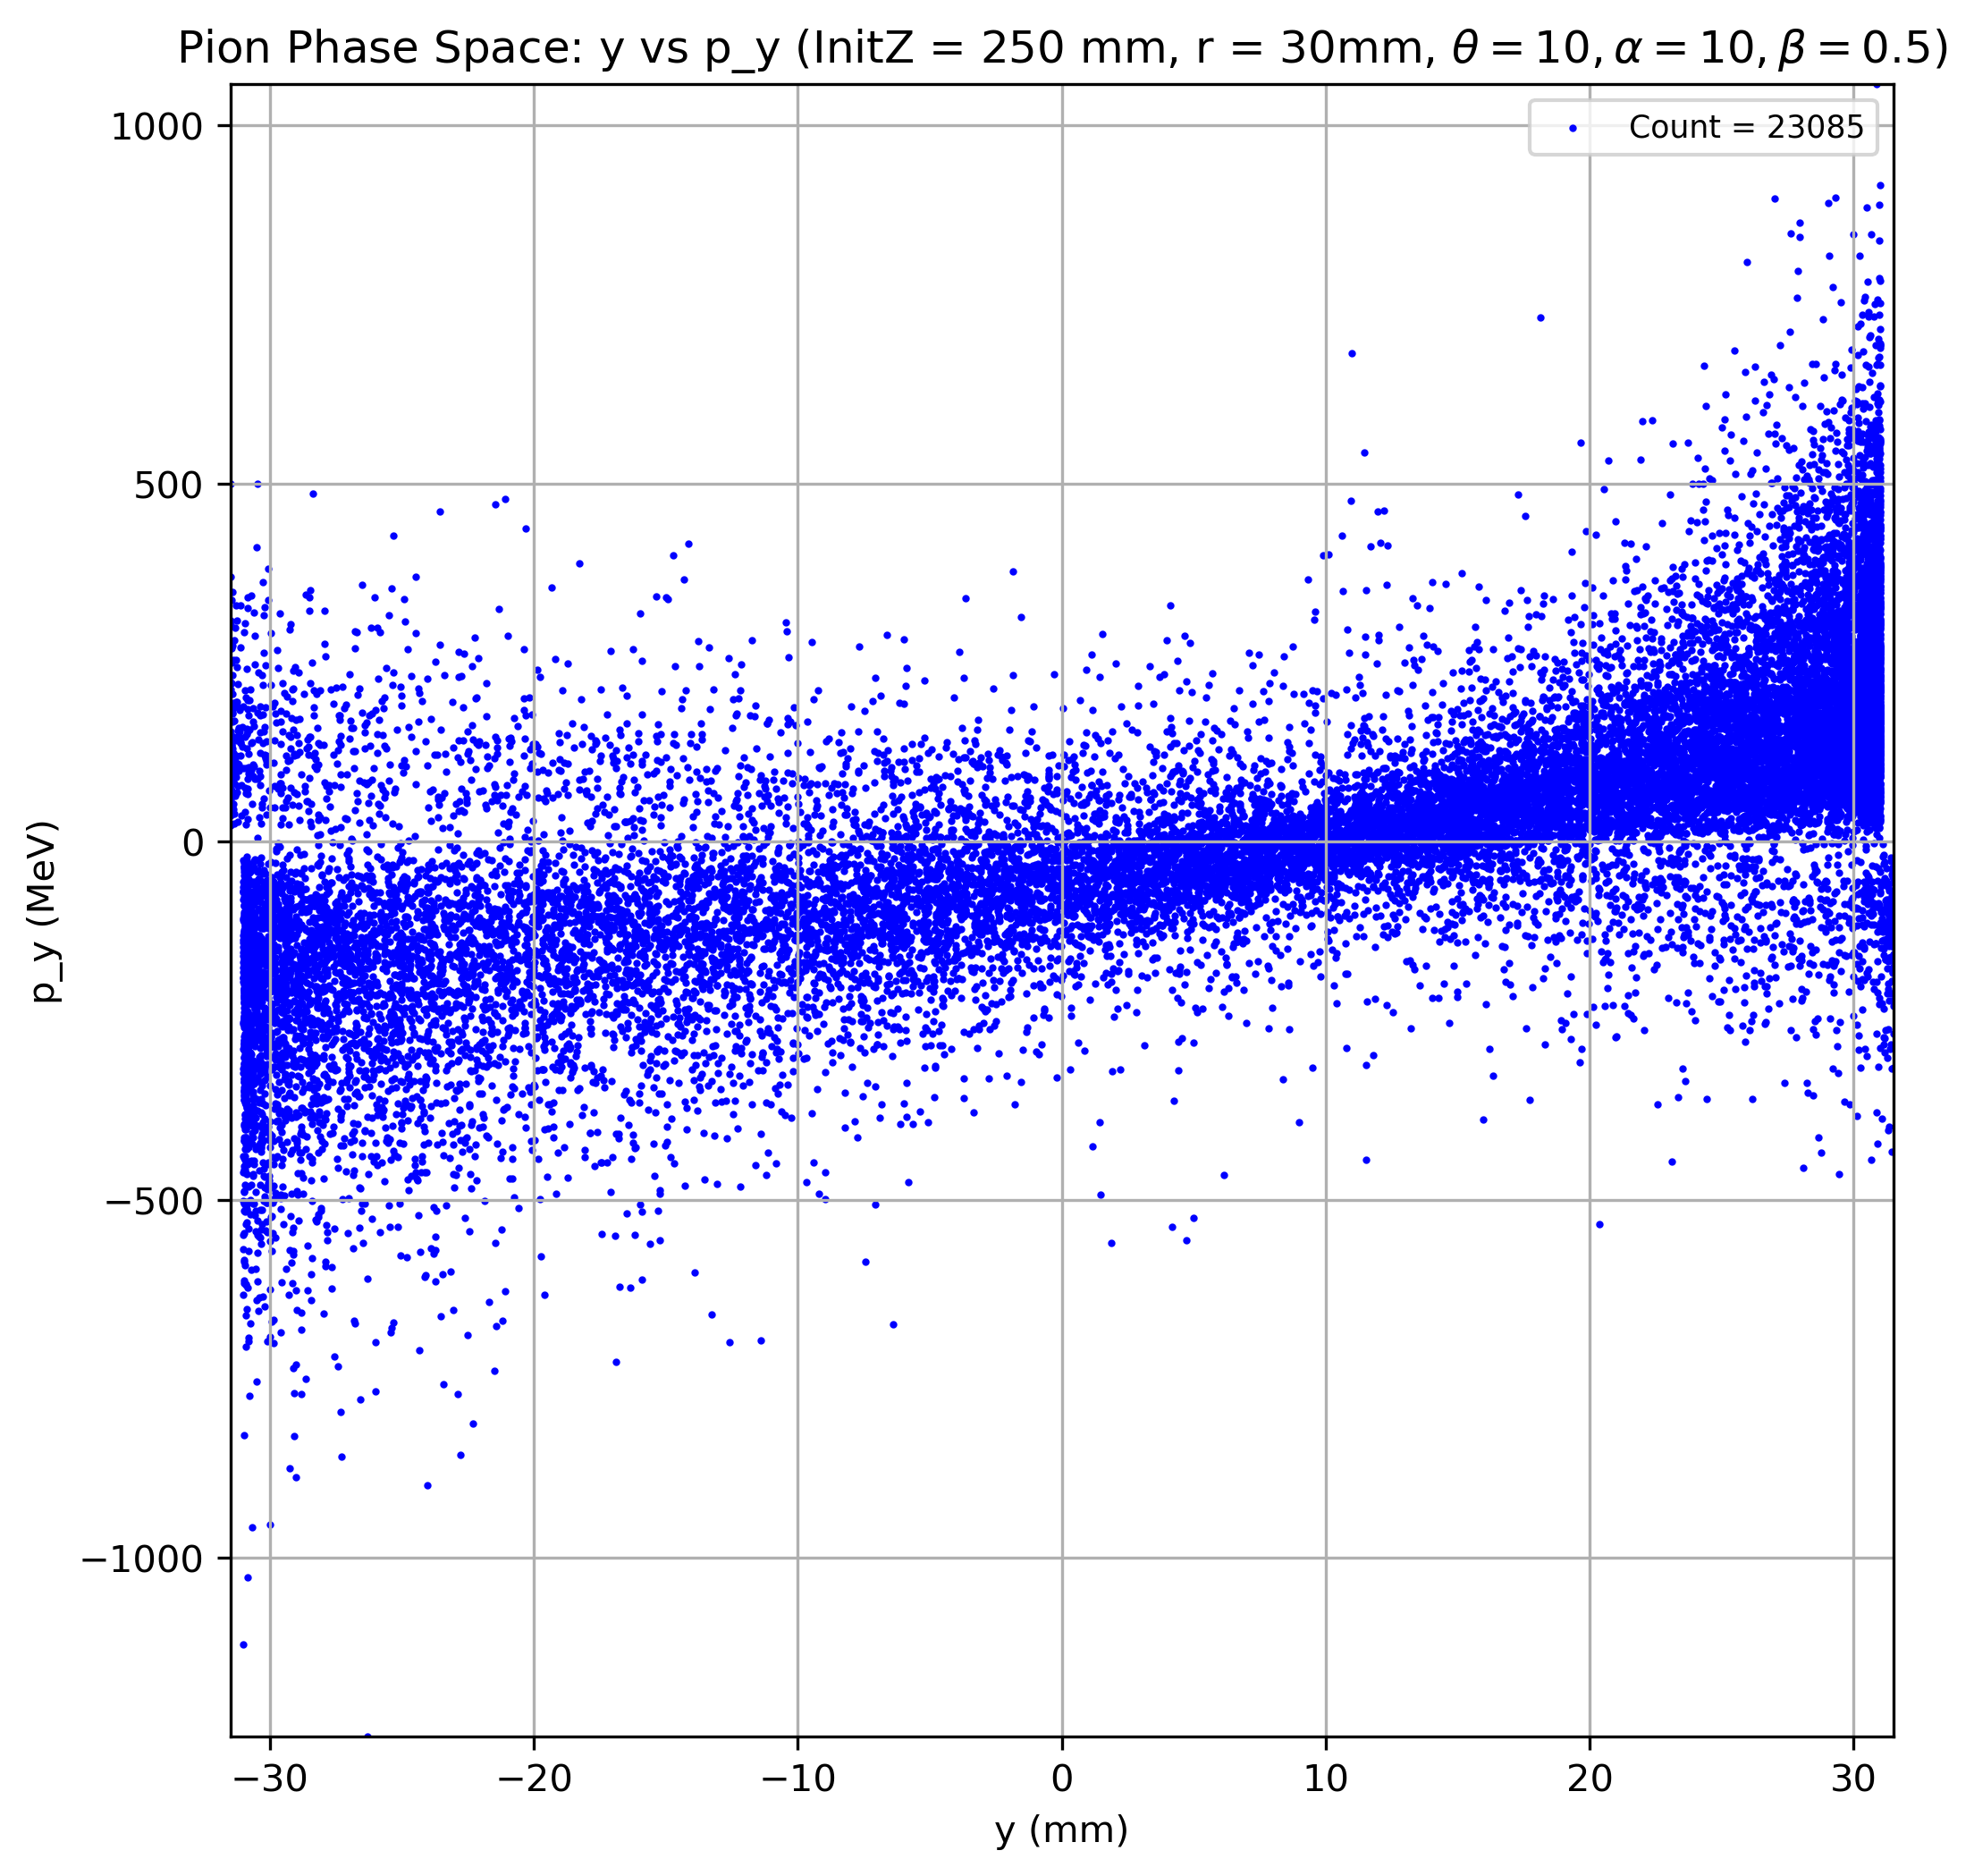 Pion Phase Space: y vs p_y (InitZ = 250 mm, r = 30mm, θ = 10, α = 10, β = 0.5)
Count = 23085
1000
500
0
−500
−1000
p_y (MeV)
−30 −20 −10 0 10 20 30
y (mm)